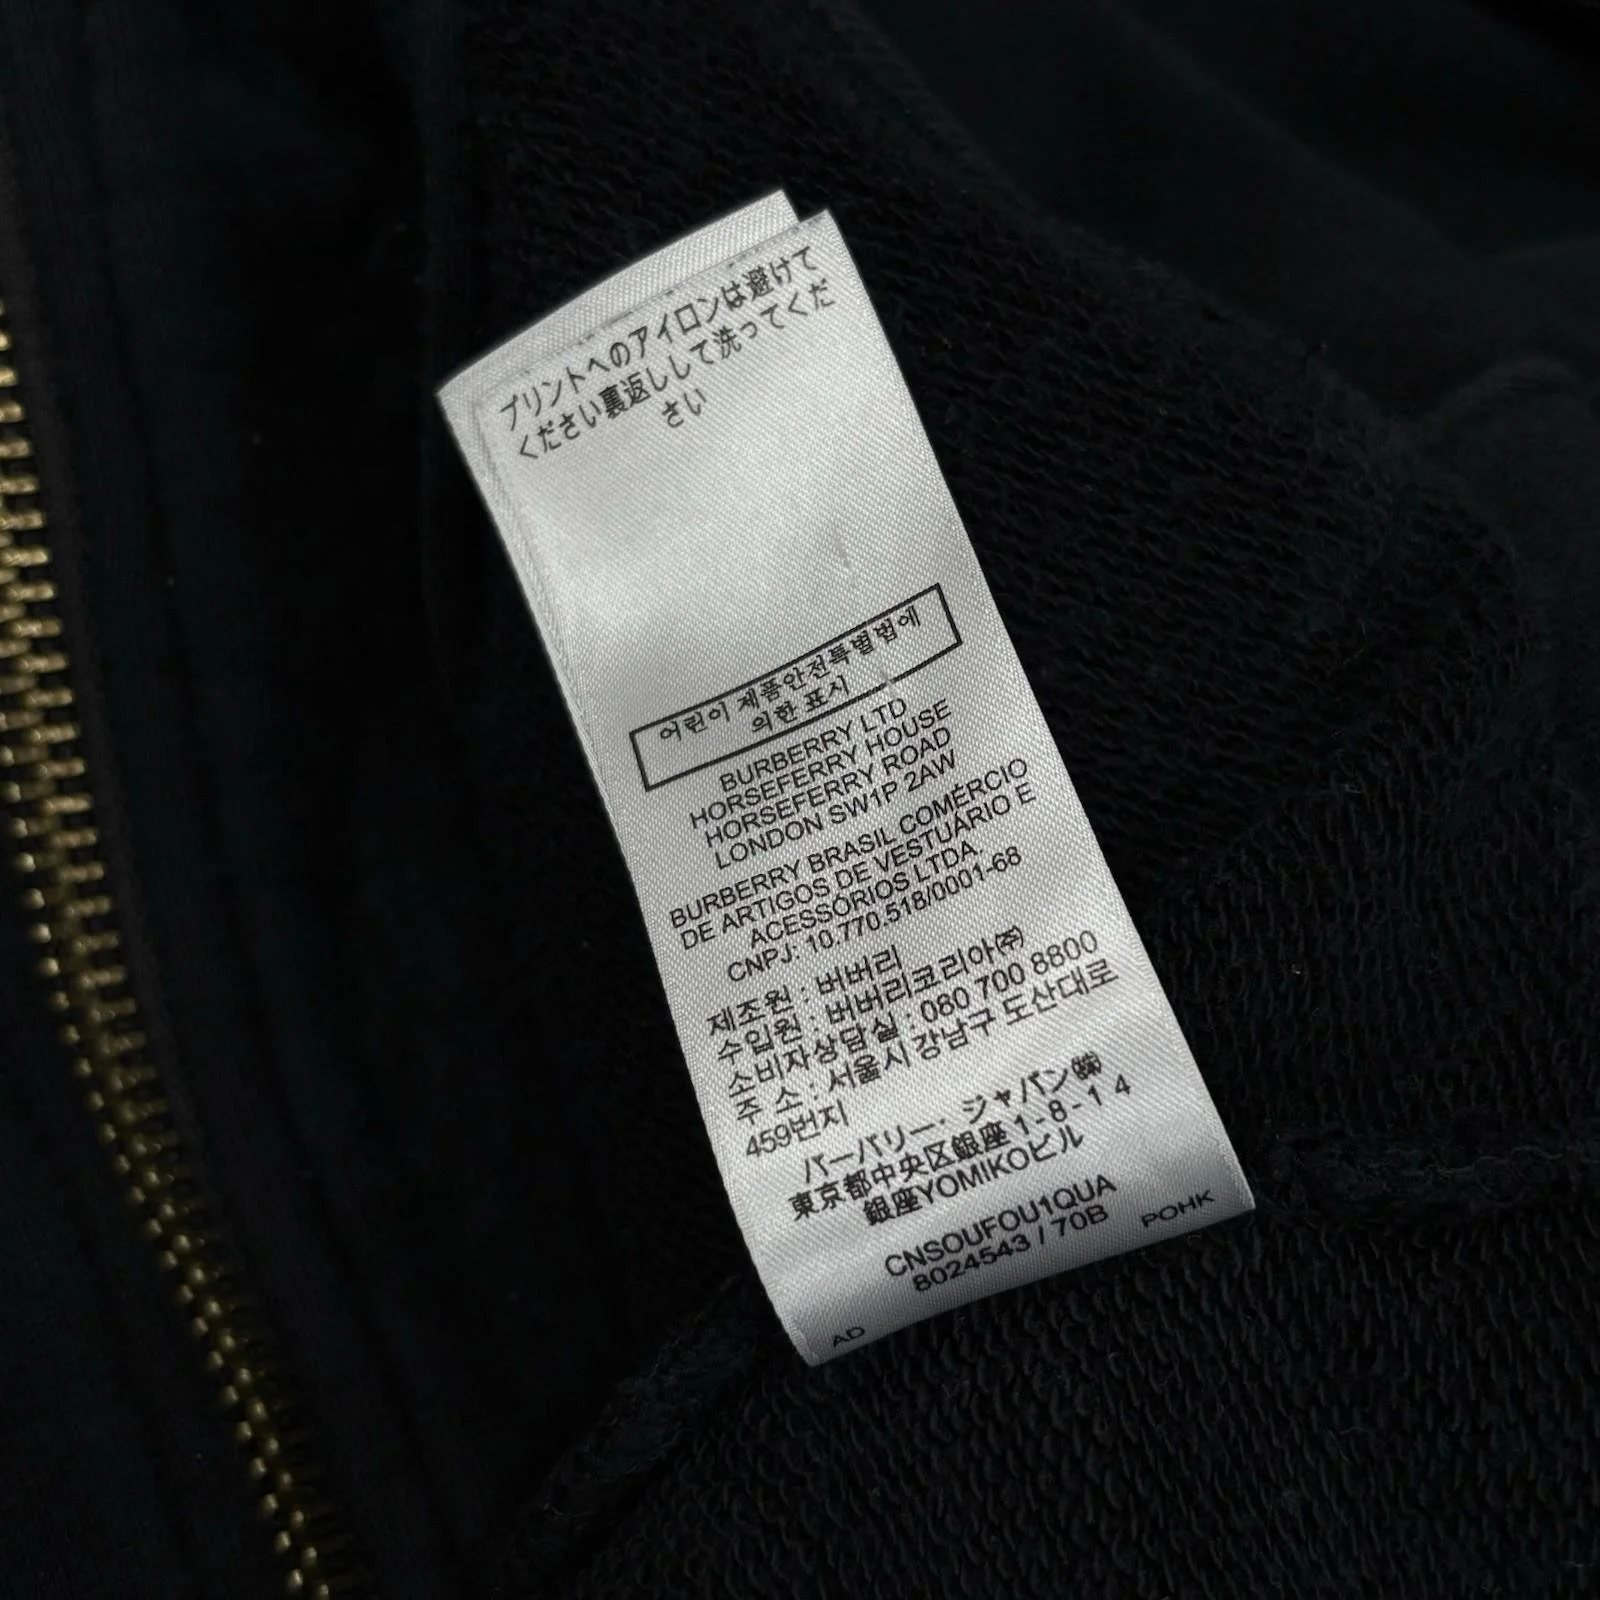 プリントへのアイロンは避けて
ください裏返しして洗ってくだ
さい
어린이 제품안전특별법에
의한 표시
BURBERRY LTD
HORSEFERRY HOUSE
HORSEFERRY ROAD
LONDON SW1P 2AW
BURBERRY BRASIL COMÉRCIO
DE ARTIGOS DE VESTUÁRIO E
ACESSÓRIOS LTDA.
CNPJ: 10.770.518/0001-68
제조원 : 버버리
수입원 : 버버리코리아㈜
소비자상담실 : 080 700 8800
주 소 : 서울시 강남구 도산대로
459번지
バーバリー・ジャパン㈱
東京都中央区銀座1-8-14
銀座YOMIKOビル
CNSOUFOU1QUA
8024543 / 70B
POHK
AD